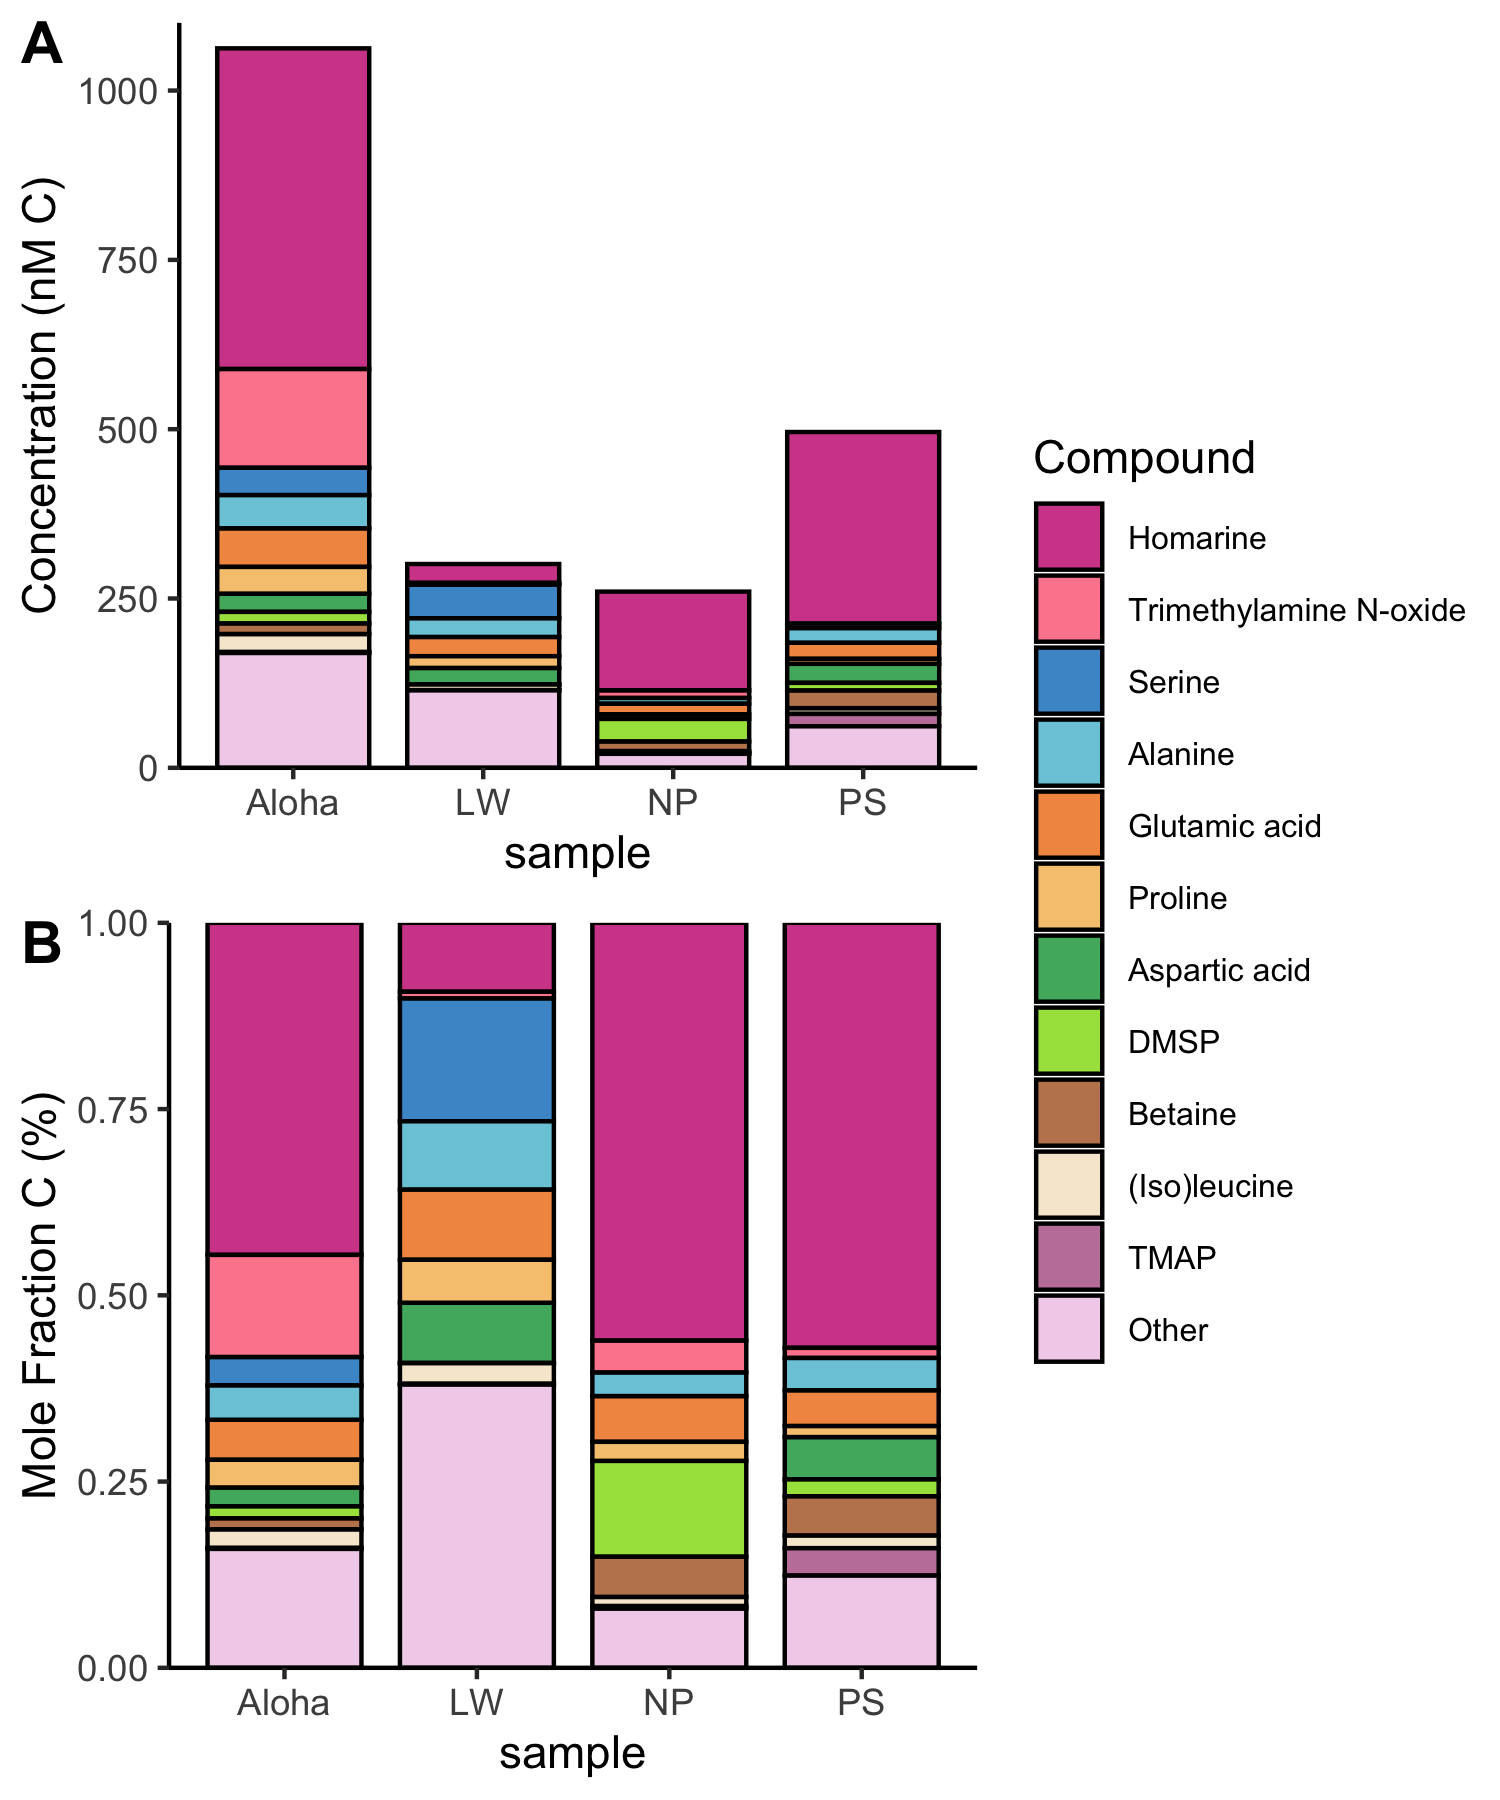 A
Concentration (nM C)
1000
750
500
250
0
Aloha LW NP PS
sample
Compound
Homarine
Trimethylamine N-oxide
Serine
Alanine
Glutamic acid
Proline
Aspartic acid
DMSP
Betaine
(Iso)leucine
TMAP
Other
B
Mole Fraction C (%)
1.00
0.75
0.50
0.25
0.00
Aloha LW NP PS
sample